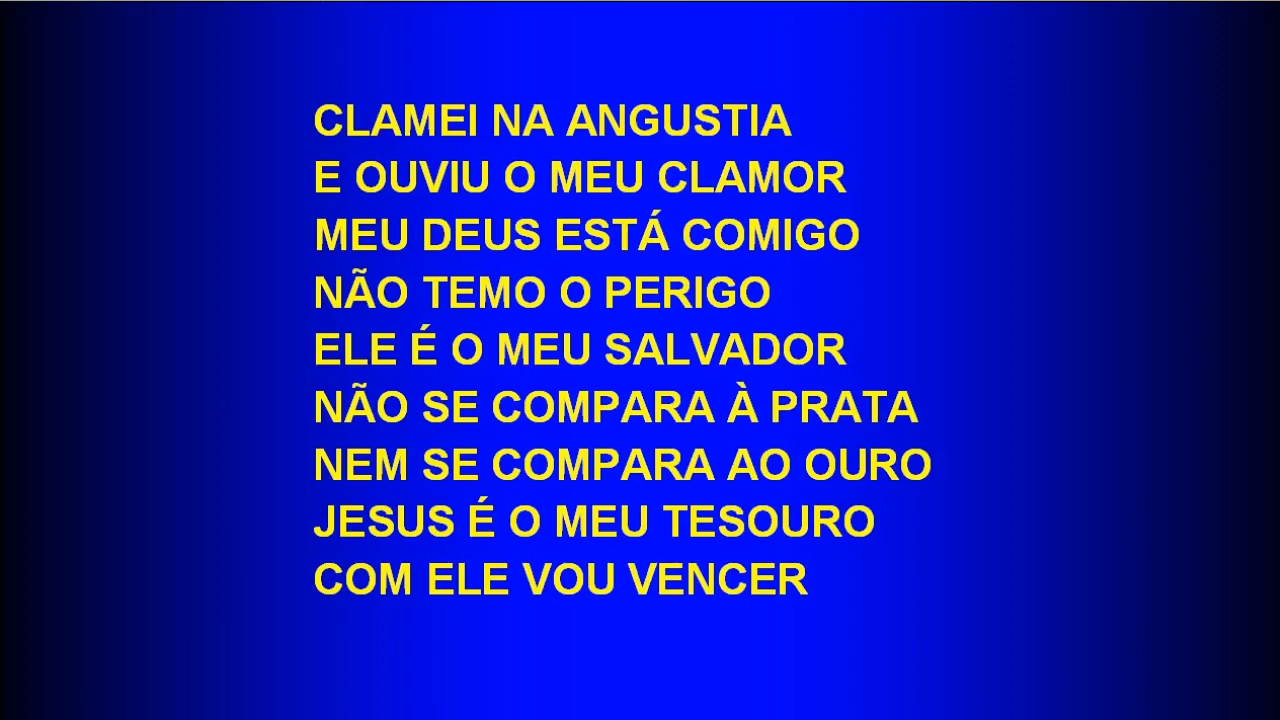 CLAMEI NA ANGUSTIA
E OUVIU O MEU CLAMOR
MEU DEUS ESTÁ COMIGO
NÃO TEMO O PERIGO
ELE É O MEU SALVADOR
NÃO SE COMPARA À PRATA
NEM SE COMPARA AO OURO
JESUS É O MEU TESOURO
COM ELE VOU VENCER